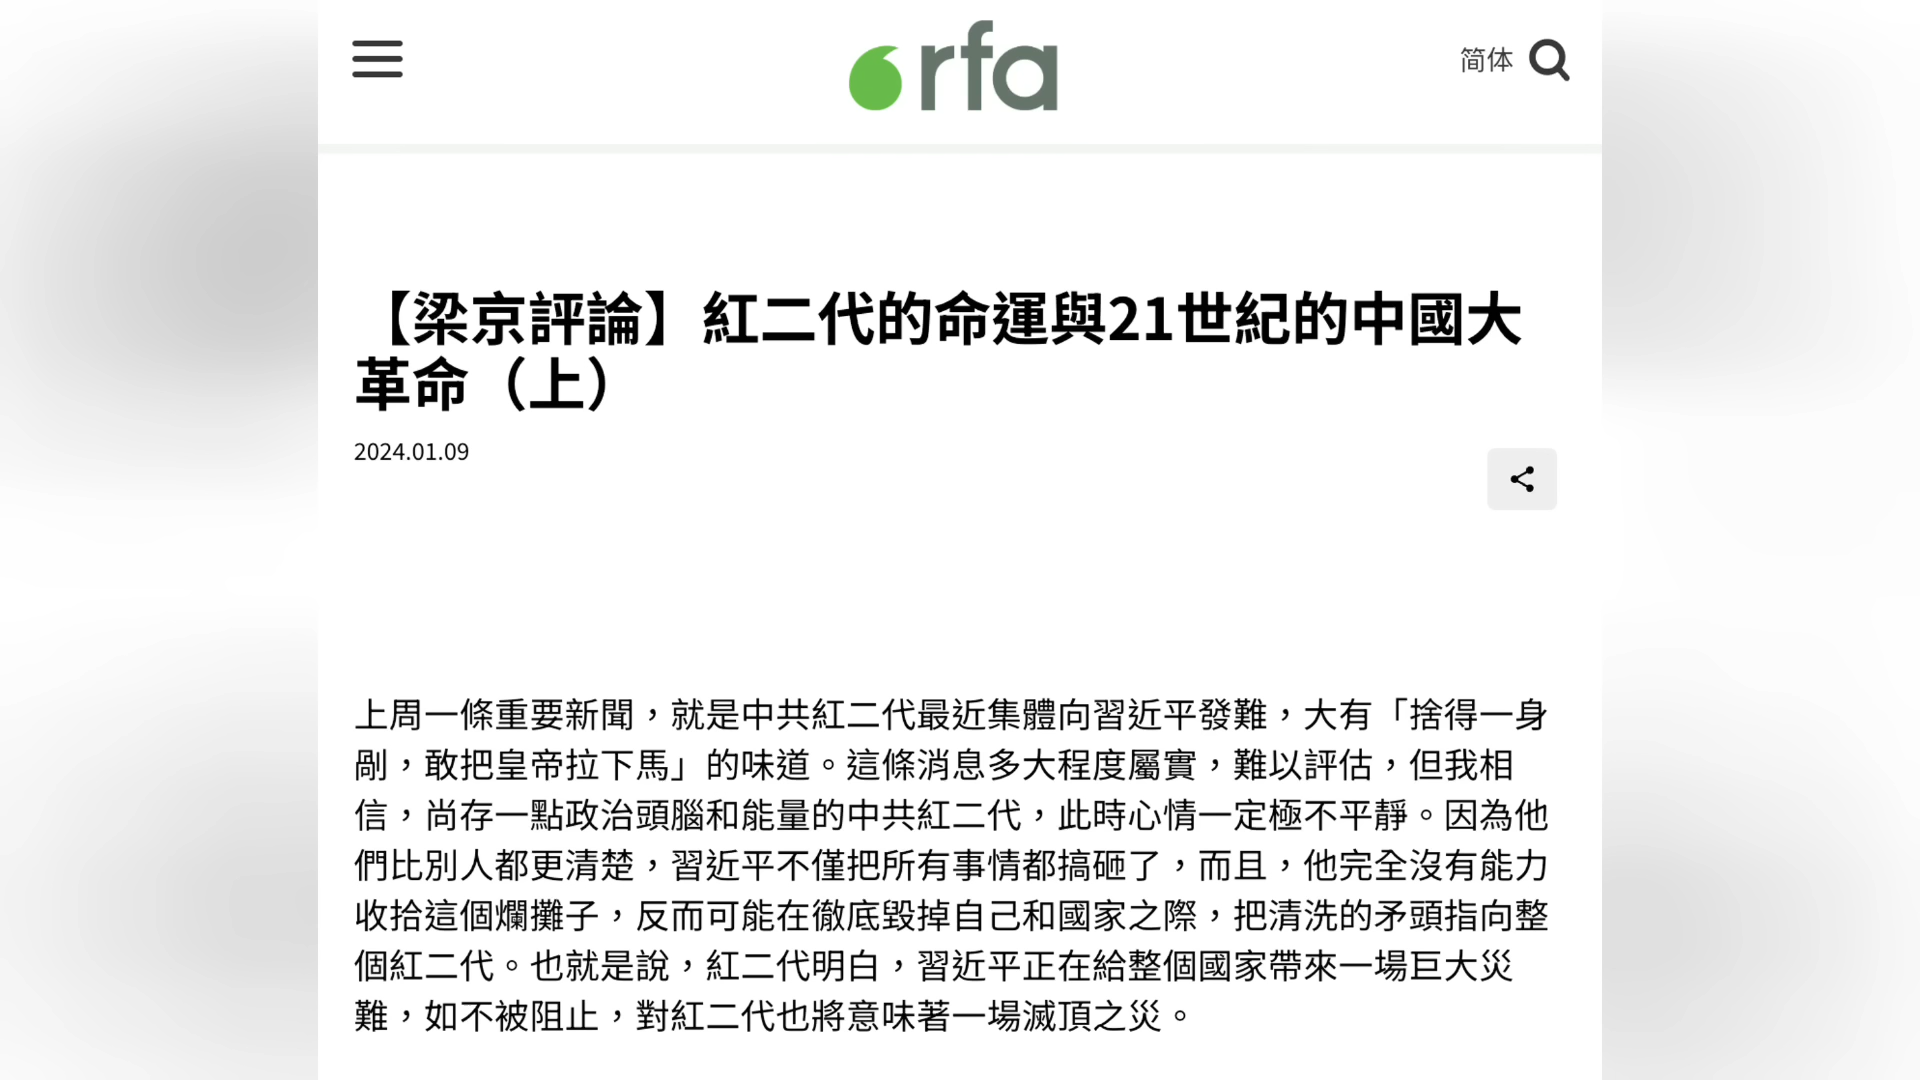 rfa
简体
【梁京評論】紅二代的命運與21世紀的中國大
革命（上）
2024.01.09
上周一條重要新聞，就是中共紅二代最近集體向習近平發難，大有「捨得一身
剮，敢把皇帝拉下馬」的味道。這條消息多大程度屬實，難以評估，但我相
信，尚存一點政治頭腦和能量的中共紅二代，此時心情一定極不平靜。因為他
們比別人都更清楚，習近平不僅把所有事情都搞砸了，而且，他完全沒有能力
收拾這個爛攤子，反而可能在徹底毀掉自己和國家之際，把清洗的矛頭指向整
個紅二代。也就是說，紅二代明白，習近平正在給整個國家帶來一場巨大災
難，如不被阻止，對紅二代也將意味著一場滅頂之災。